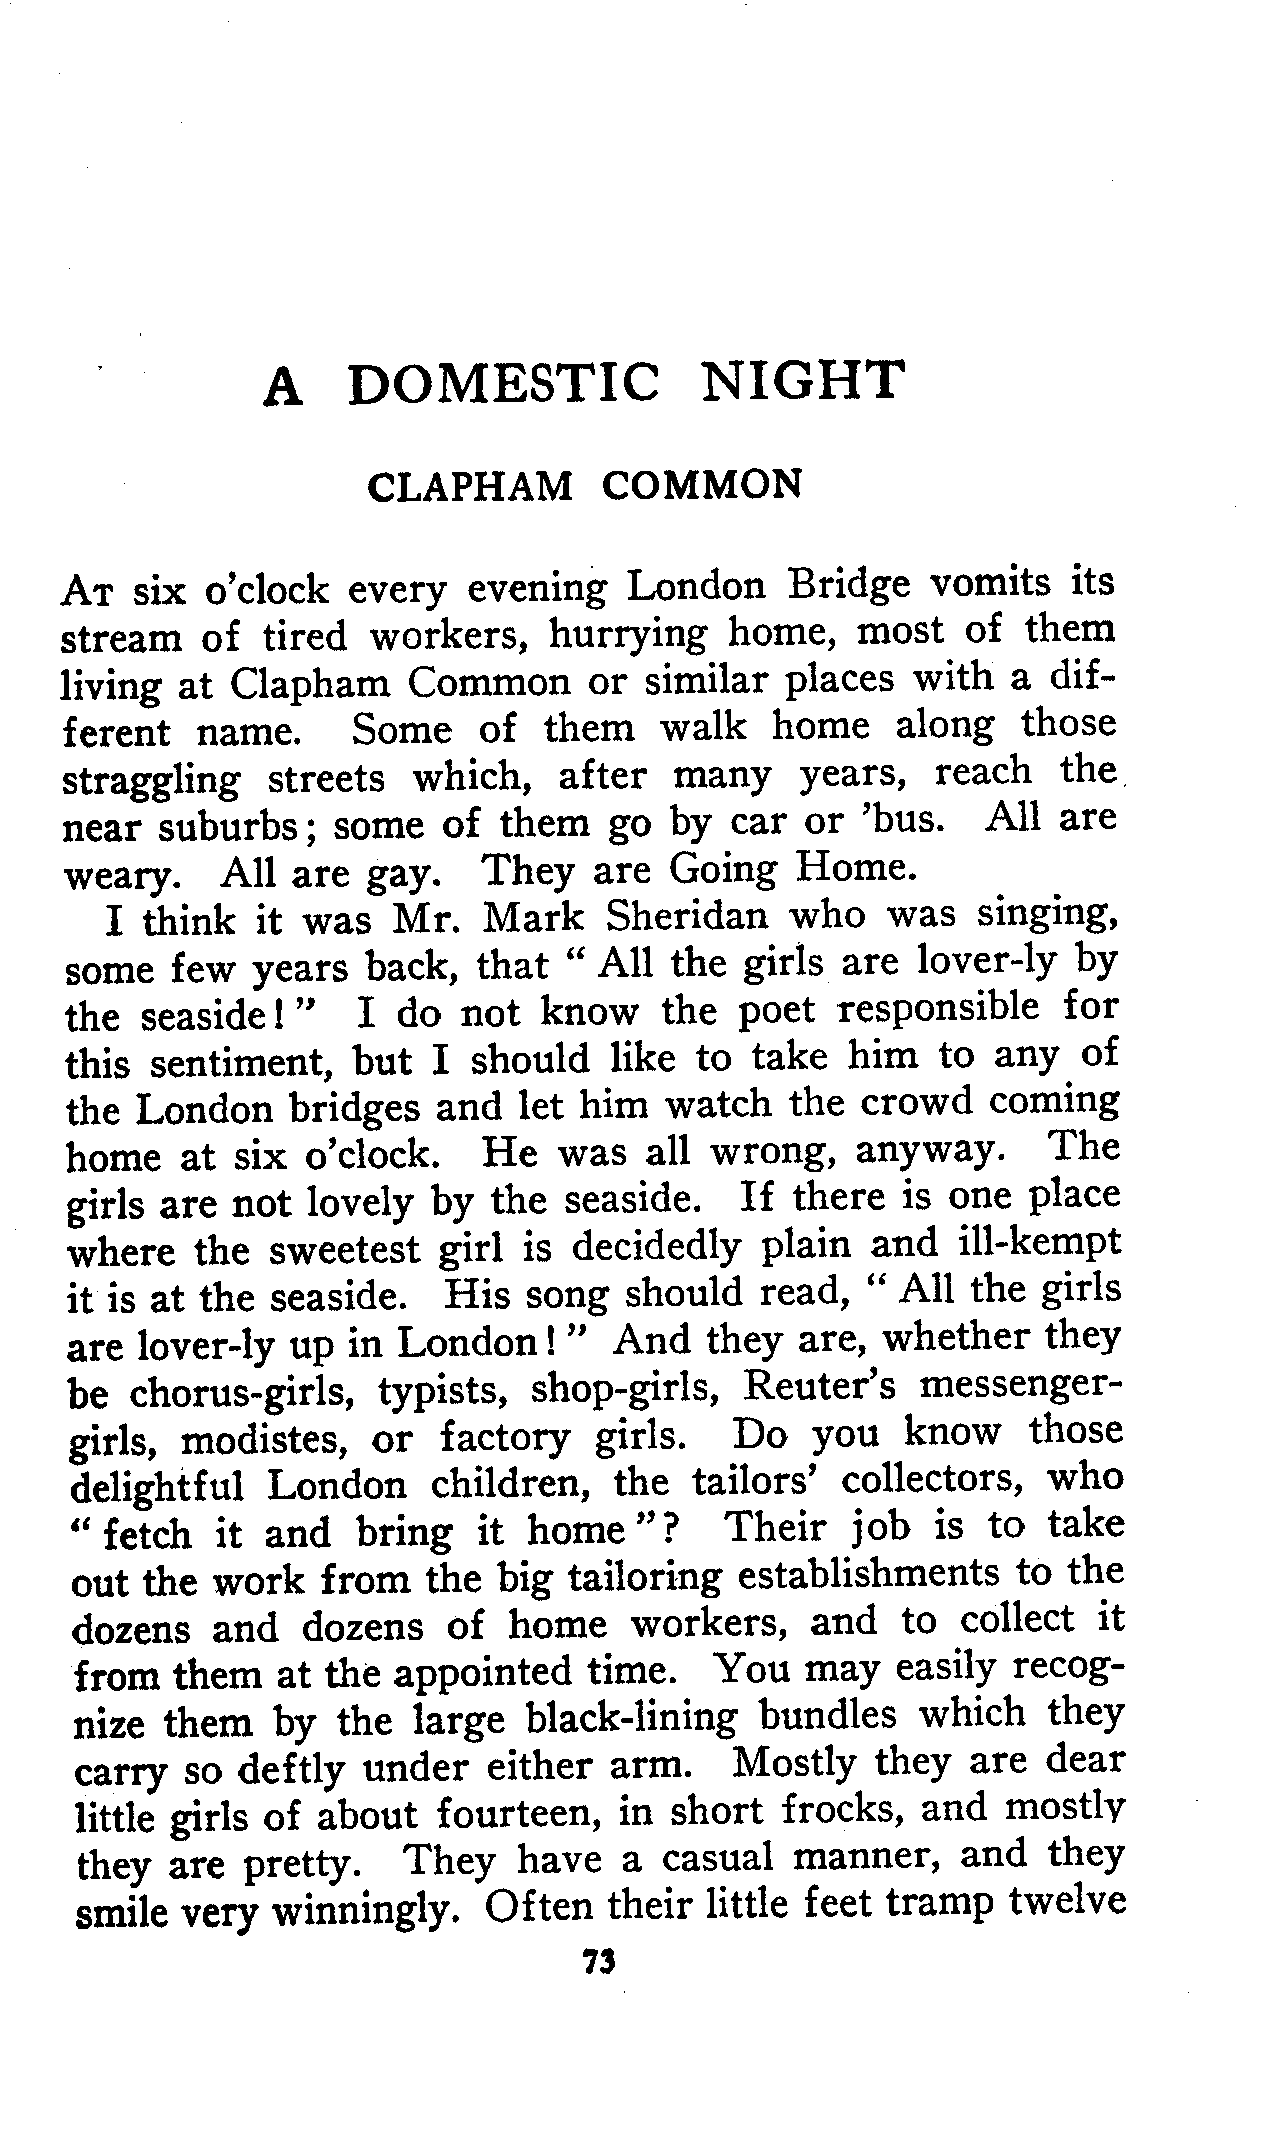 A DOMESTIC NIGHT
CLAPHAM COMMON
AT six o'clock every evening London Bridge vomits its
stream of tired workers, hurrying home, most of them
living at Clapham Common or similar places with a dif-
ferent name. Some of them walk home along those
straggling streets which, after many years, reach the
near suburbs; some of them go by car or 'bus. All are
weary. All are gay. They are Going Home.
I think it was Mr. Mark Sheridan who was singing,
some few years back, that " All the girls are lover-ly by
the seaside! " I do not know the poet responsible for
this sentiment, but I should like to take him to any of
the London bridges and let him watch the crowd coming
home at six o'clock. He was all wrong, anyway. The
girls are not lovely by the seaside. If there is one place
where the sweetest girl is decidedly plain and ill-kempt
it is at the seaside. His song should read, " All the girls
are lover-ly up in London! " And they are, whether they
be chorus-girls, typists, shop-girls, Reuter's messenger-
girls, modistes, or factory girls. Do you know those
delightful London children, the tailors' collectors, who
" fetch it and bring it home "? Their job is to take
out the work from the big tailoring establishments to the
dozens and dozens of home workers, and to collect it
from them at the appointed time. You may easily recog-
nize them by the large black-lining bundles which they
carry so deftly under either arm. Mostly they are dear
little girls of about fourteen, in short frocks, and mostly
they are pretty. They have a casual manner, and they
smile very winningly. Often their little feet tramp twelve
73